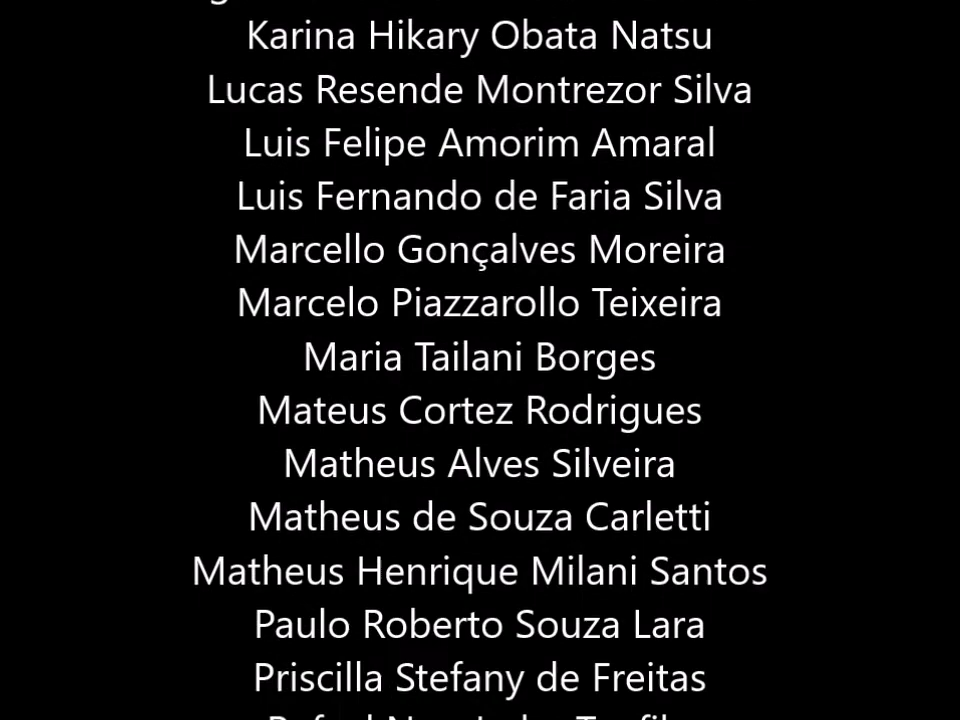 Karina Hikary Obata Natsu
Lucas Resende Montrezor Silva
Luis Felipe Amorim Amaral
Luis Fernando de Faria Silva
Marcello Gonçalves Moreira
Marcelo Piazzarollo Teixeira
Maria Tailani Borges
Mateus Cortez Rodrigues
Matheus Alves Silveira
Matheus de Souza Carletti
Matheus Henrique Milani Santos
Paulo Roberto Souza Lara
Priscilla Stefany de Freitas